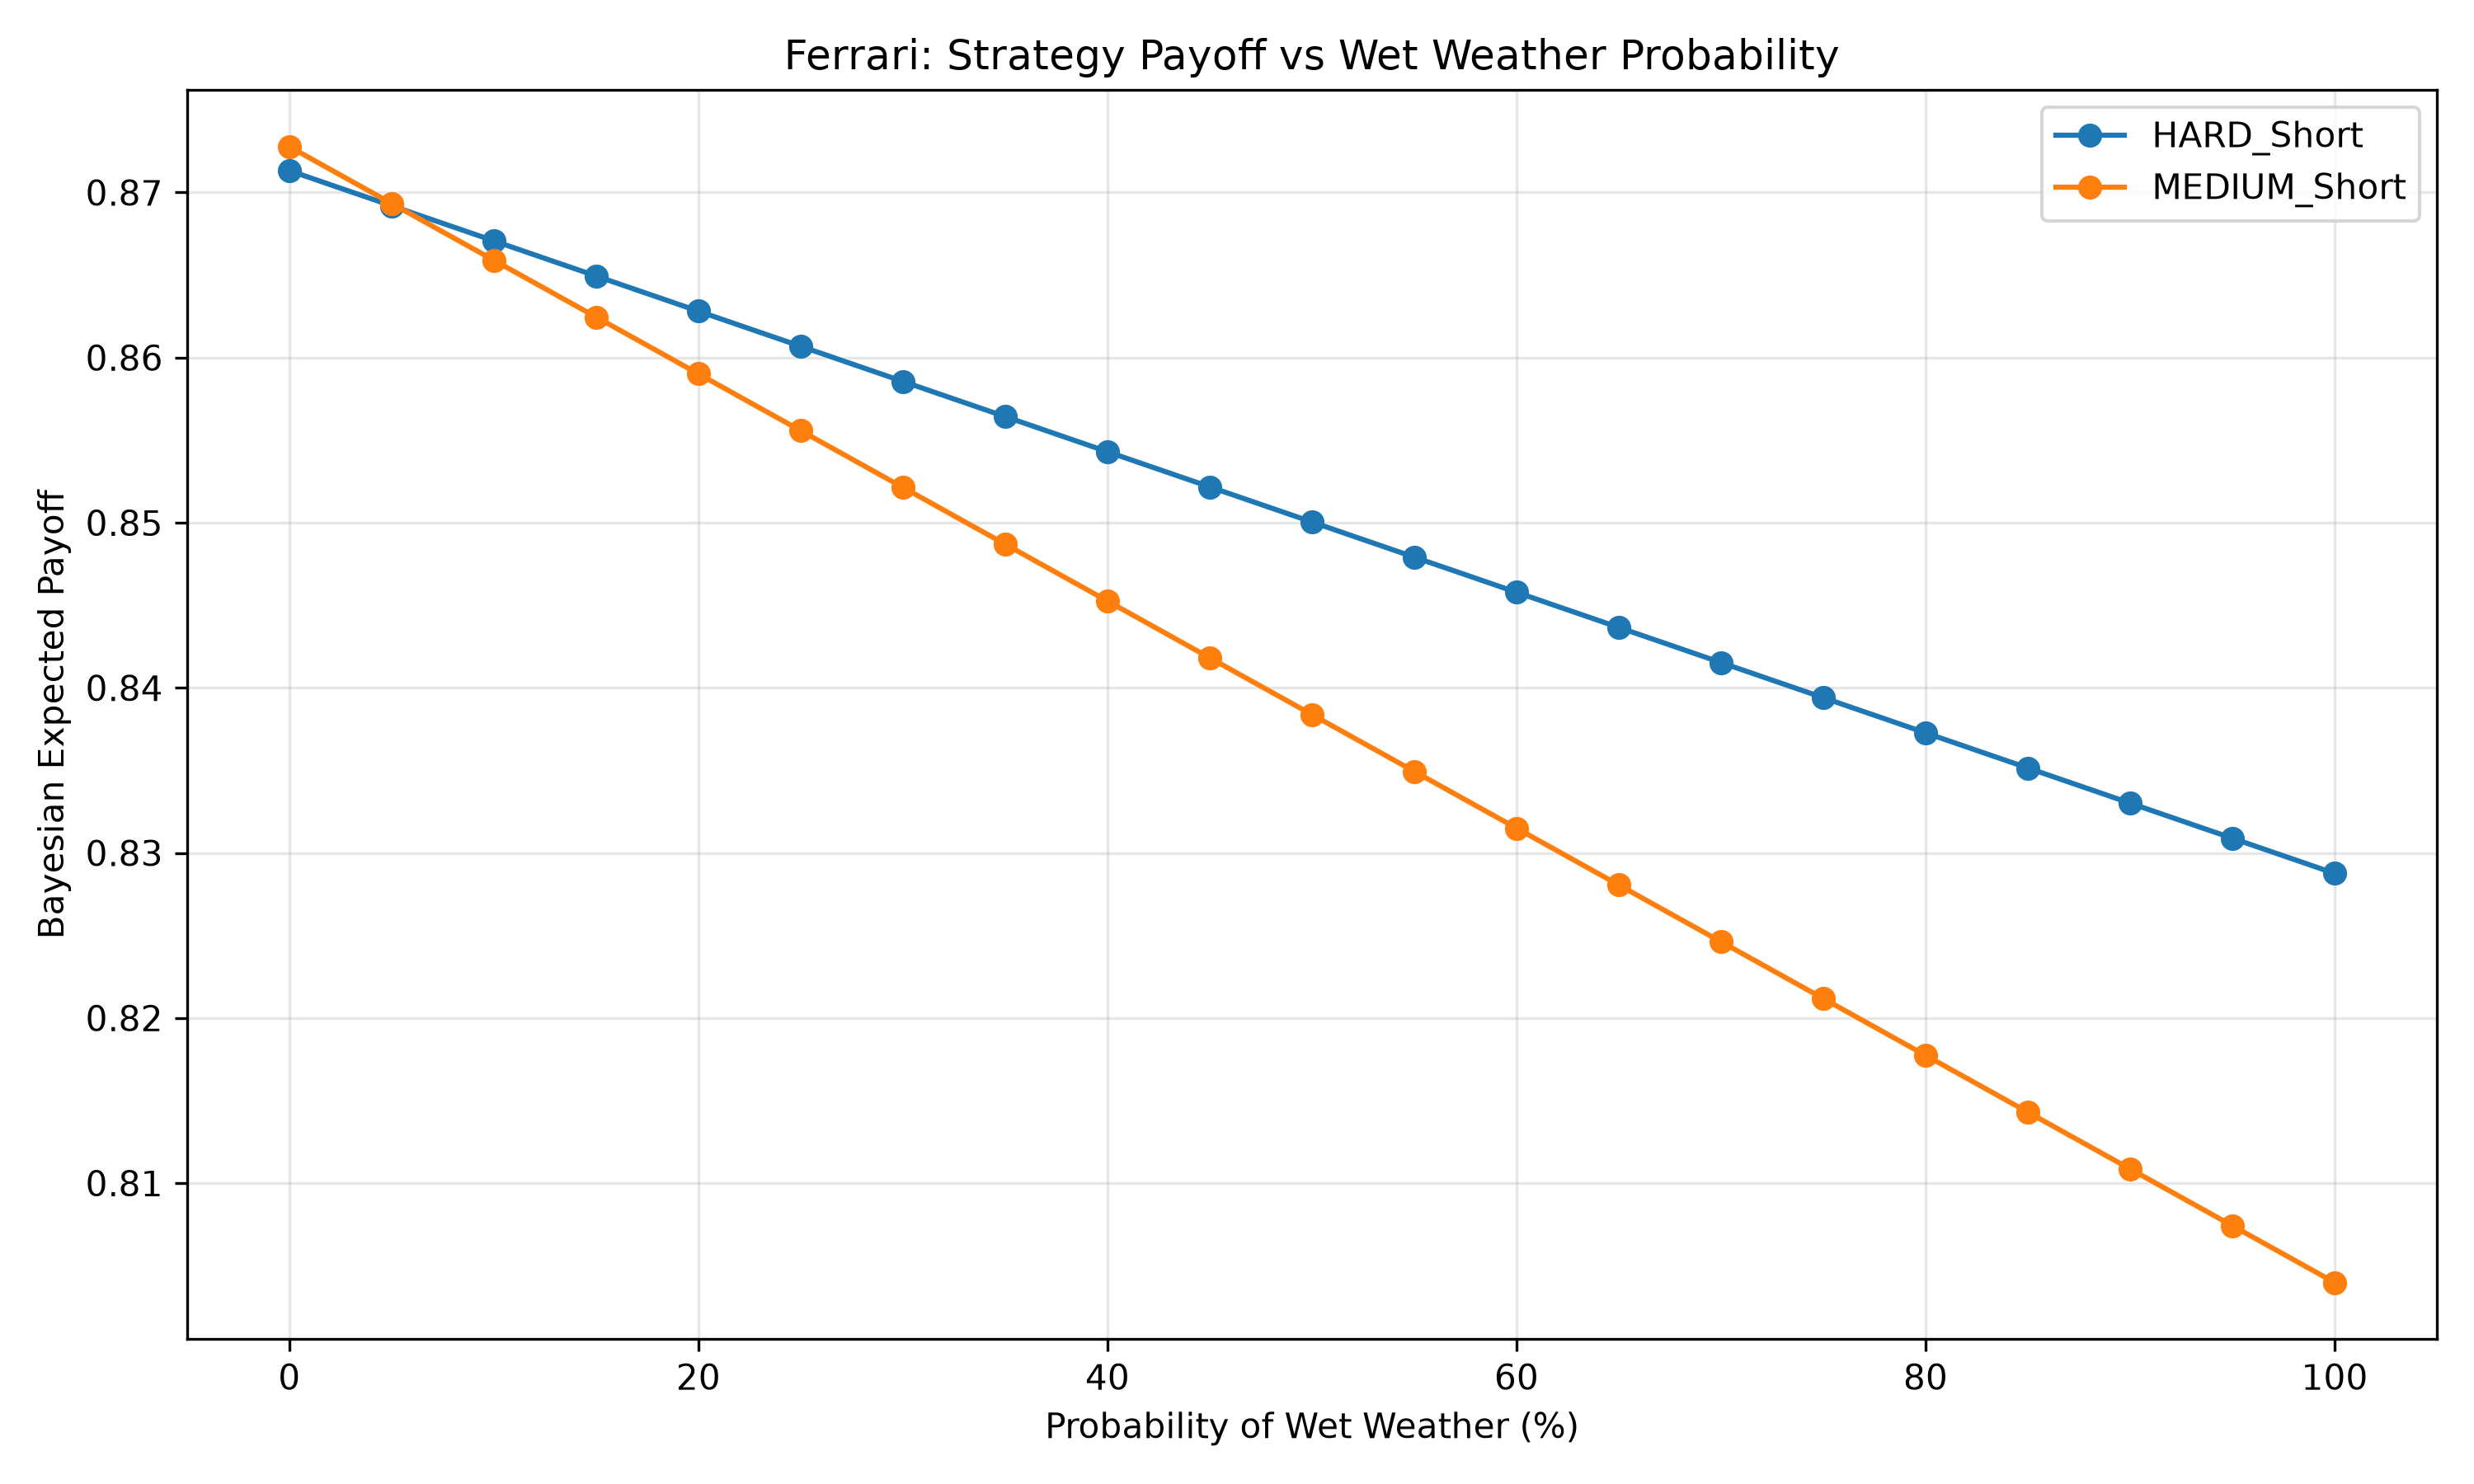 Ferrari: Strategy Payoff vs Wet Weather Probability
HARD_Short
MEDIUM_Short
Bayesian Expected Payoff
0.87
0.86
0.85
0.84
0.83
0.82
0.81
0 20 40 60 80 100
Probability of Wet Weather (%)